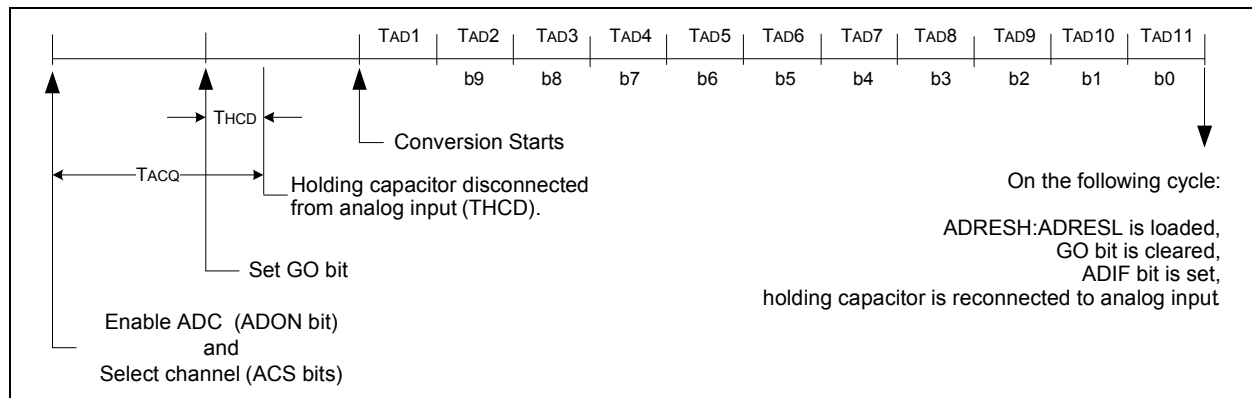 TAD1 TAD2 TAD3 TAD4 TAD5 TAD6 TAD7 TAD8 TAD9 TAD10 TAD11
b9 b8 b7 b6 b5 b4 b3 b2 b1 b0
THCD
Conversion Starts
TACQ
Holding capacitor disconnected
from analog input (THCD).
Set GO bit
Enable ADC (ADON bit)
and
Select channel (ACS bits)
On the following cycle:
ADRESH:ADRESL is loaded,
GO bit is cleared,
ADIF bit is set,
holding capacitor is reconnected to analog input